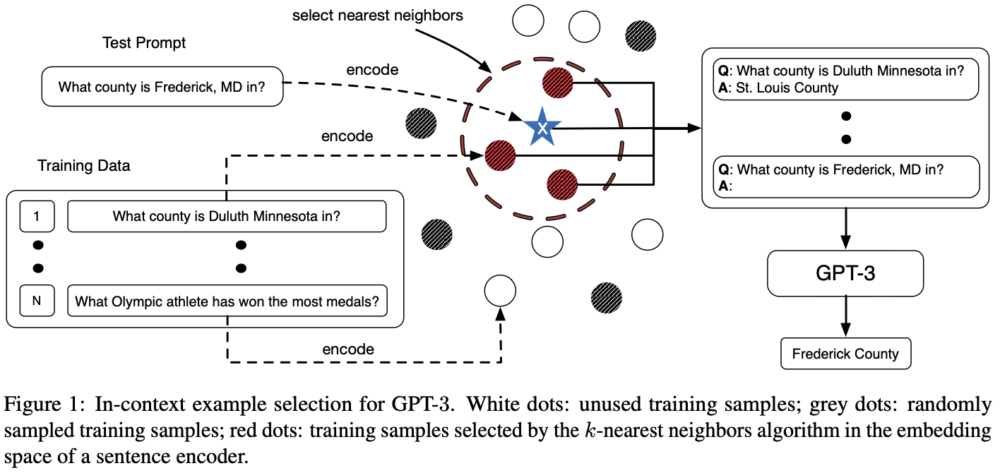 select nearest neighbors
Test Prompt
What county is Frederick, MD in?
encode
encode
Training Data
1
What county is Duluth Minnesota in?
N
What Olympic athlete has won the most medals?
encode
X
Q: What county is Duluth Minnesota in?
A: St. Louis County
Q: What county is Frederick, MD in?
A:
GPT-3
Frederick County
Figure 1: In-context example selection for GPT-3. White dots: unused training samples; grey dots: randomly
sampled training samples; red dots: training samples selected by the k-nearest neighbors algorithm in the embedding
space of a sentence encoder.